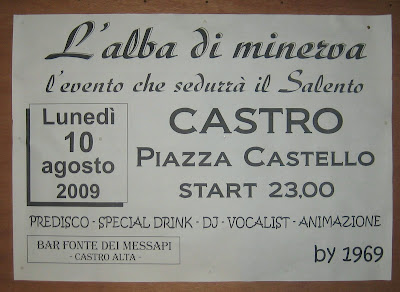 L'alba di minerva
l'evento che sedurrà il Salento
Lunedì
10
agosto
2009
CASTRO
PIAZZA CASTELLO
START 23.00
PREDISCO - SPECIAL DRINK - DJ - VOCALIST - ANIMAZIONE
BAR FONTE DEI MESSAPI
- CASTRO ALTA -
by 1969